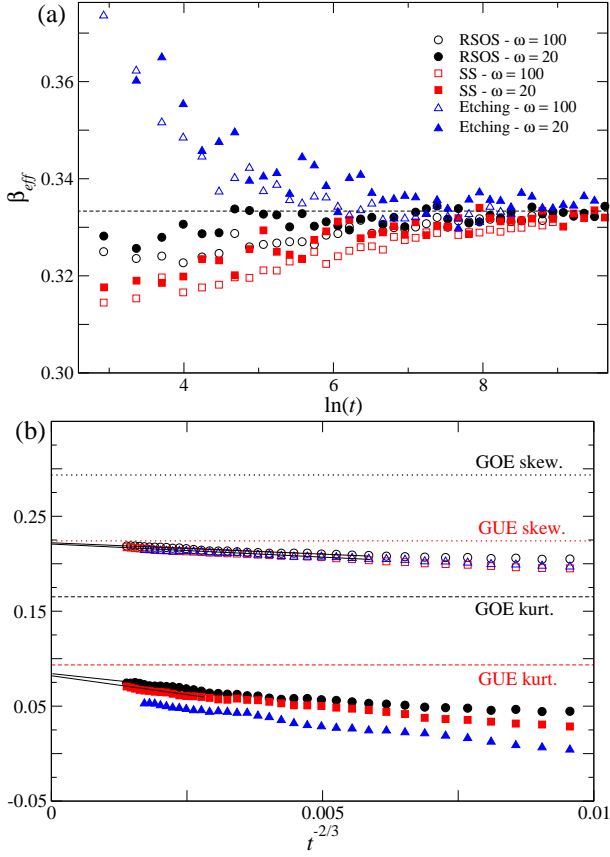 (a)
0.36
0.34
0.32
0.30
β_eff
RSOS - ω = 100
RSOS - ω = 20
SS - ω = 100
SS - ω = 20
Etching - ω = 100
Etching - ω = 20
4 6 8
ln(t)
(b)
GOE skew.
GUE skew.
GOE kurt.
GUE kurt.
0.25
0.15
0.05
-0.05
0 0.005 0.01
t^-2/3